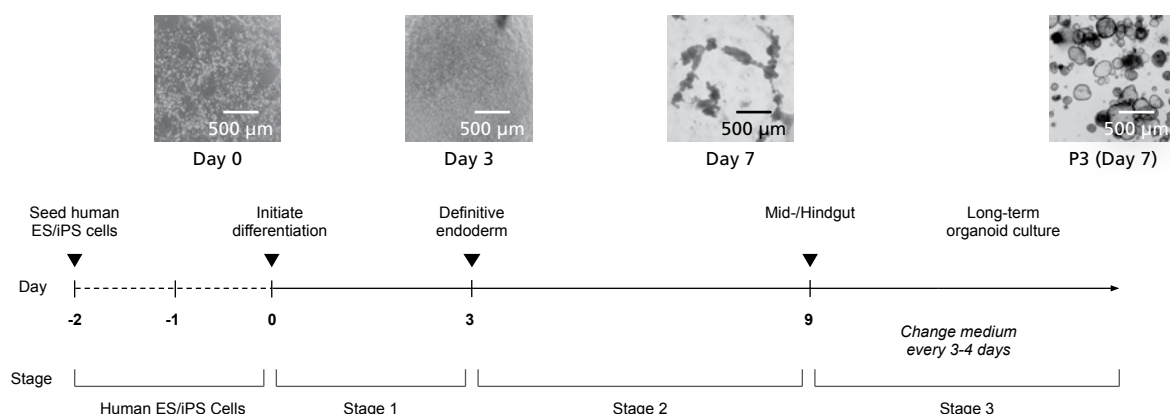 500 μm
500 μm
500 μm
500 μm
Day 0
Day 3
Day 7
P3 (Day 7)
Seed human
ES/iPS cells
Initiate
differentiation
Definitive
endoderm
Mid-/Hindgut
Long-term
organoid culture
Day
-2
-1
0
3
9
Change medium
every 3-4 days
Stage
Human ES/iPS Cells
Stage 1
Stage 2
Stage 3